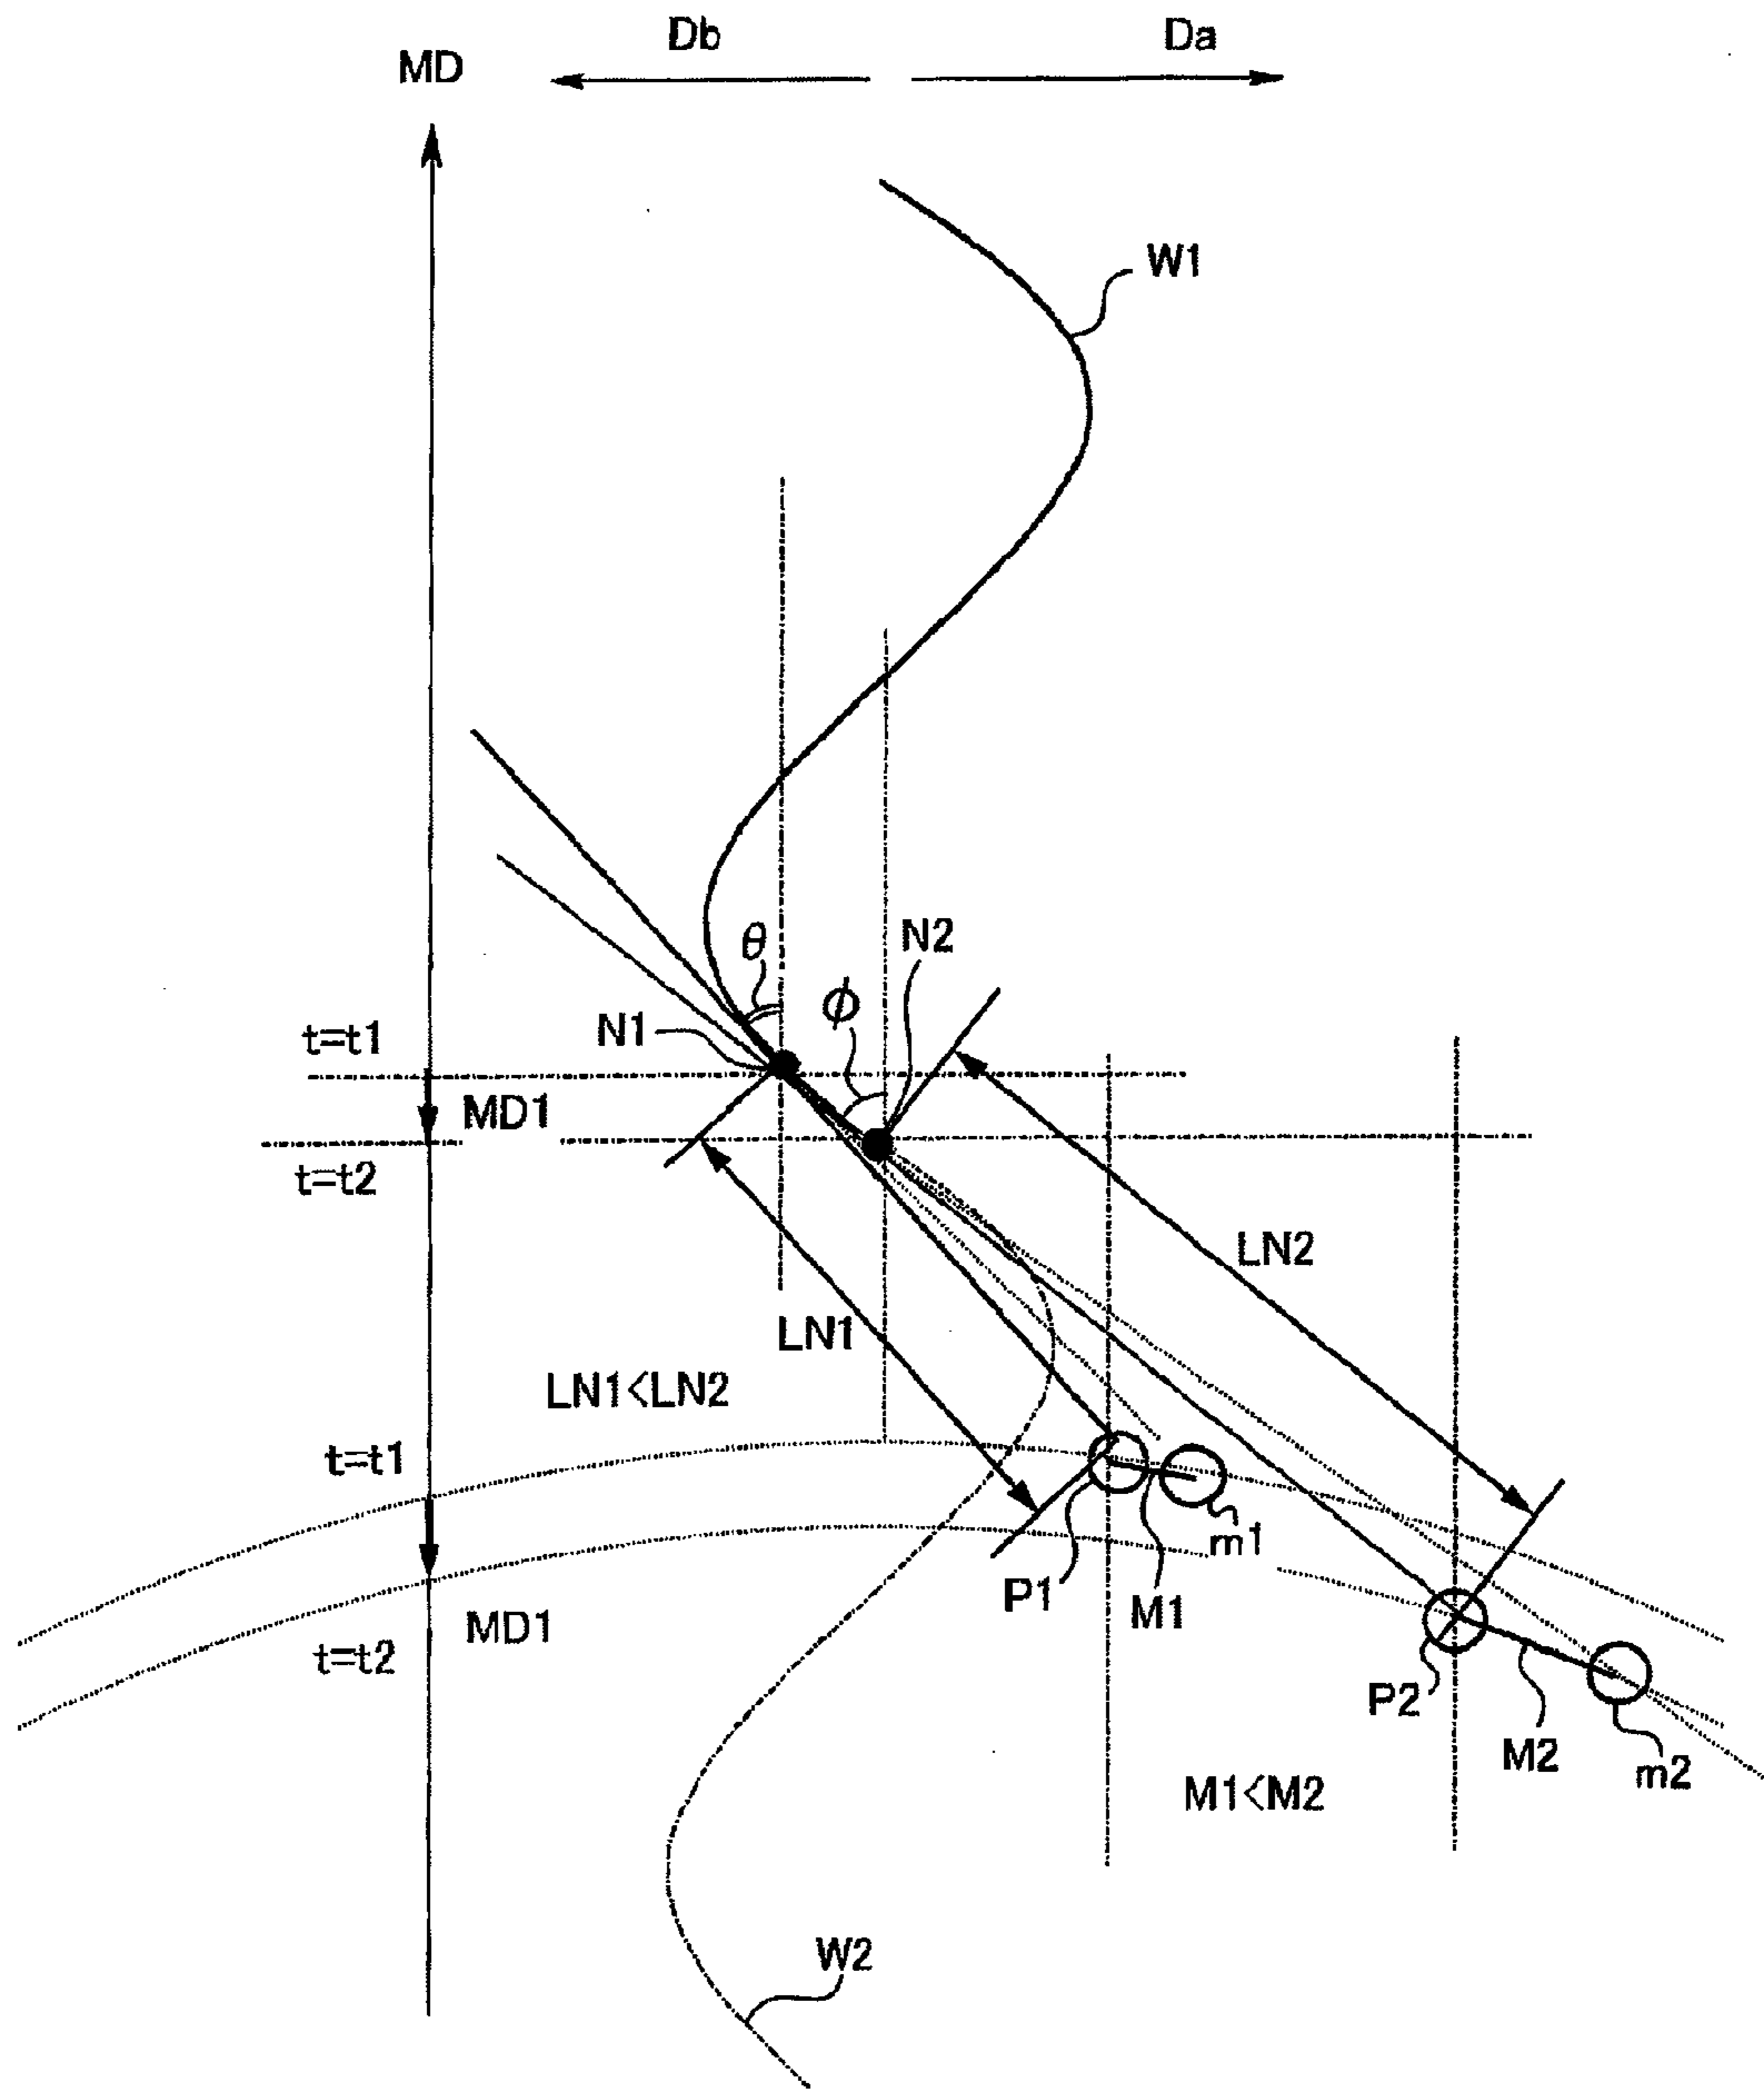 Db
Da
MD
W1
N2
θ
ϕ
N1
t=t1
MD1
t=t2
LN2
LN1
LN1<LN2
t=t1
m1
P1
M1
MD1
t=t2
P2
M2
m2
M1<M2
W2